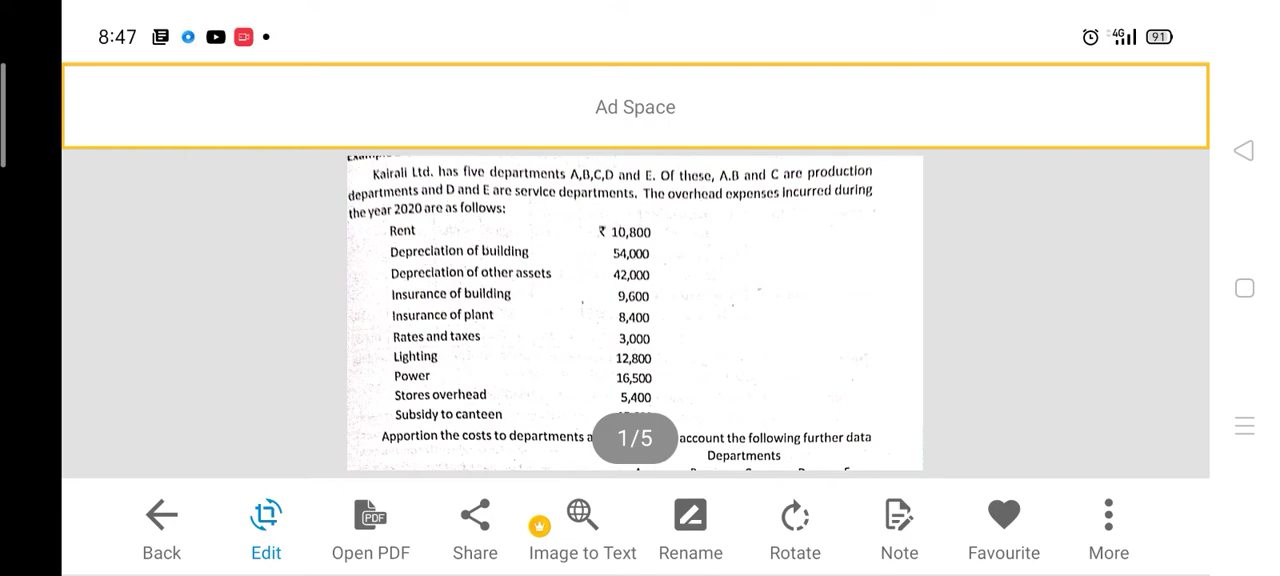 8:47
4G
91
Ad Space
Kairali Ltd. has five departments A,B,C,D and E. Of these, A.B and C are production
departments and D and E are service departments. The overhead expenses incurred during
the year 2020 are as follows:
Rent ₹ 10,800
Depreciation of building 54,000
Depreciation of other assets 42,000
Insurance of building 9,600
Insurance of plant 8,400
Rates and taxes 3,000
Lighting 12,800
Power 16,500
Stores overhead 5,400
Subsidy to canteen
Apportion the costs to departments account the following further data
1/5
Departments
Back
Edit
PDF
Open PDF
Share
Image to Text
Rename
Rotate
Note
Favourite
More